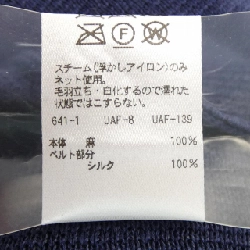 F W
スチーム(浮かしアイロン)のみ
ネット使用。
毛羽立ち・白化するので濡れた
状態ではこすらない。
641-1 UAF-8 UAF-139
本体 麻 100%
ベルト部分
シルク 100%